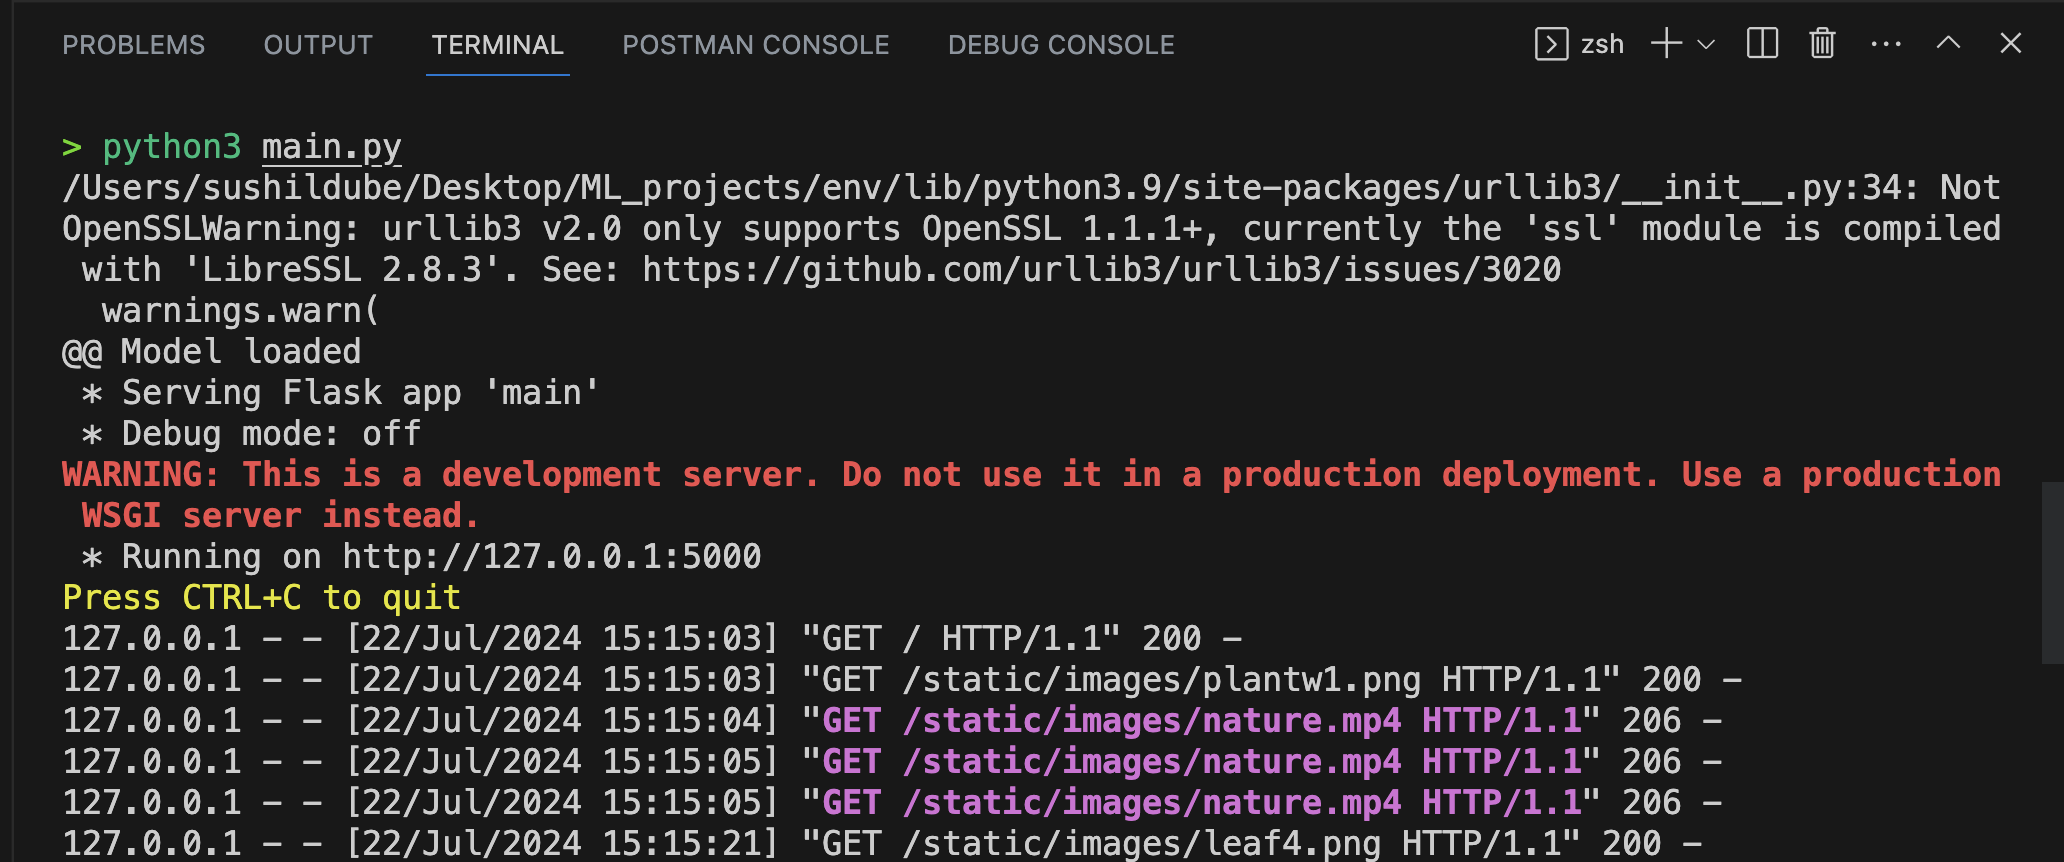 PROBLEMS OUTPUT TERMINAL POSTMAN CONSOLE DEBUG CONSOLE zsh
> python3 main.py
/Users/sushildube/Desktop/ML_projects/env/lib/python3.9/site-packages/urllib3/__init__.py:34: Not
OpenSSLWarning: urllib3 v2.0 only supports OpenSSL 1.1.1+, currently the 'ssl' module is compiled
with 'LibreSSL 2.8.3'. See: https://github.com/urllib3/urllib3/issues/3020
warnings.warn(
@@ Model loaded
* Serving Flask app 'main'
* Debug mode: off
WARNING: This is a development server. Do not use it in a production deployment. Use a production
WSGI server instead.
* Running on http://127.0.0.1:5000
Press CTRL+C to quit
127.0.0.1 - - [22/Jul/2024 15:15:03] "GET / HTTP/1.1" 200 -
127.0.0.1 - - [22/Jul/2024 15:15:03] "GET /static/images/plantw1.png HTTP/1.1" 200 -
127.0.0.1 - - [22/Jul/2024 15:15:04] "GET /static/images/nature.mp4 HTTP/1.1" 206 -
127.0.0.1 - - [22/Jul/2024 15:15:05] "GET /static/images/nature.mp4 HTTP/1.1" 206 -
127.0.0.1 - - [22/Jul/2024 15:15:05] "GET /static/images/nature.mp4 HTTP/1.1" 206 -
127.0.0.1 - - [22/Jul/2024 15:15:21] "GET /static/images/leaf4.png HTTP/1.1" 200 -